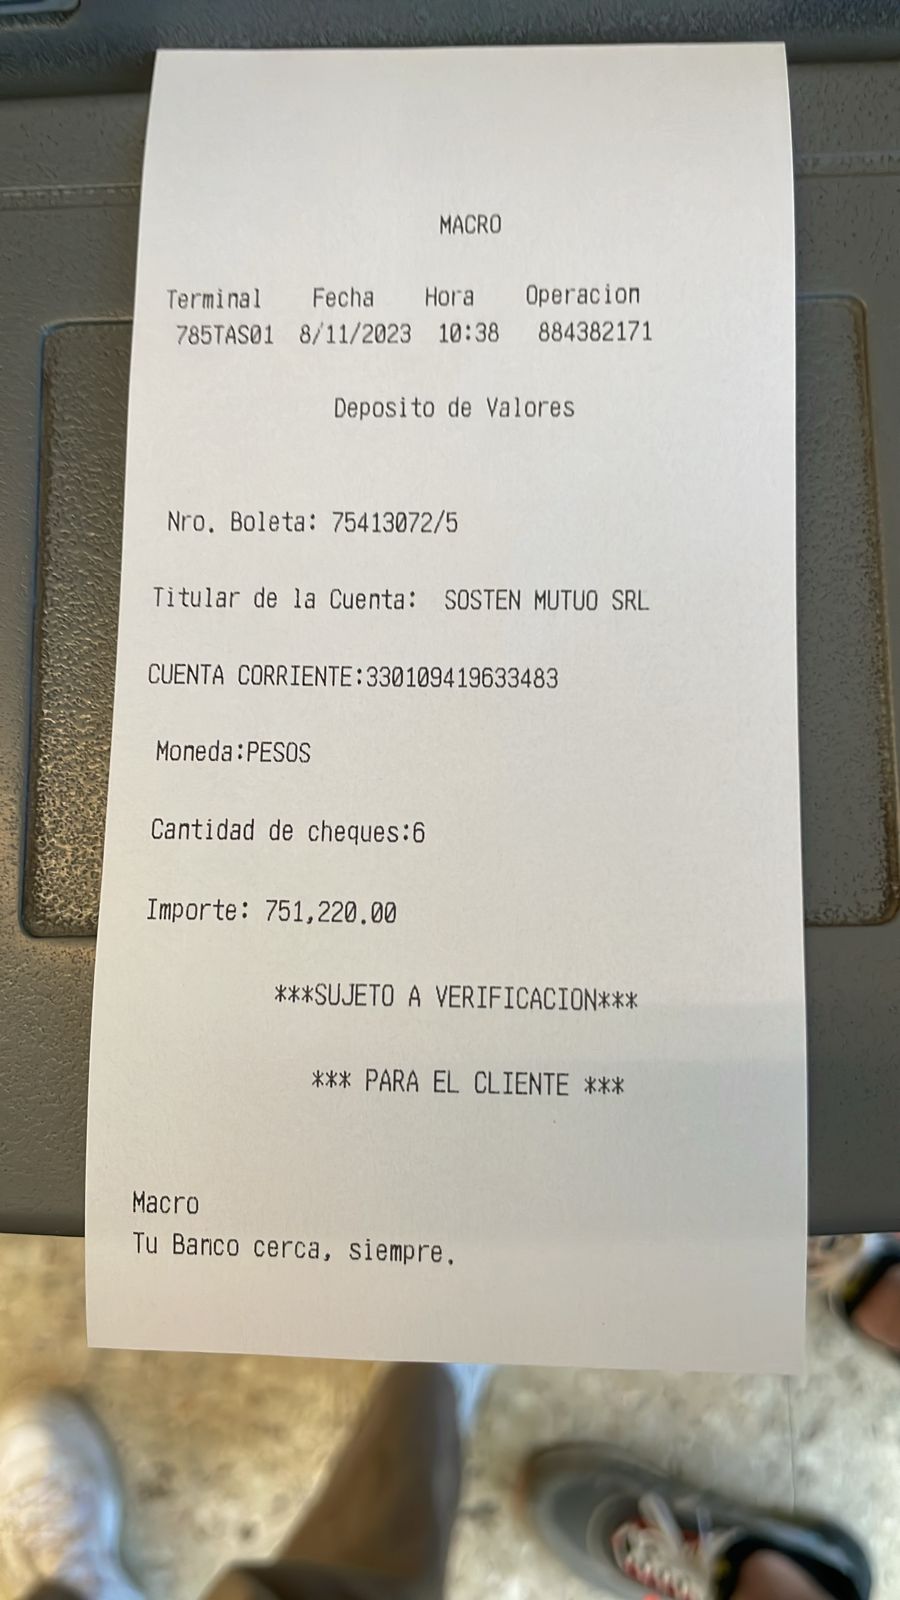 MACRO
Terminal Fecha Hora Operacion
785TAS01 8/11/2023 10:38 884382171
Deposito de Valores
Nro. Boleta: 75413072/5
Titular de la Cuenta: SOSTEN MUTUO SRL
CUENTA CORRIENTE:330109419633483
Moneda:PESOS
Cantidad de cheques:6
Importe: 751,220.00
***SUJETO A VERIFICACION***
*** PARA EL CLIENTE ***
Macro
Tu Banco cerca, siempre.